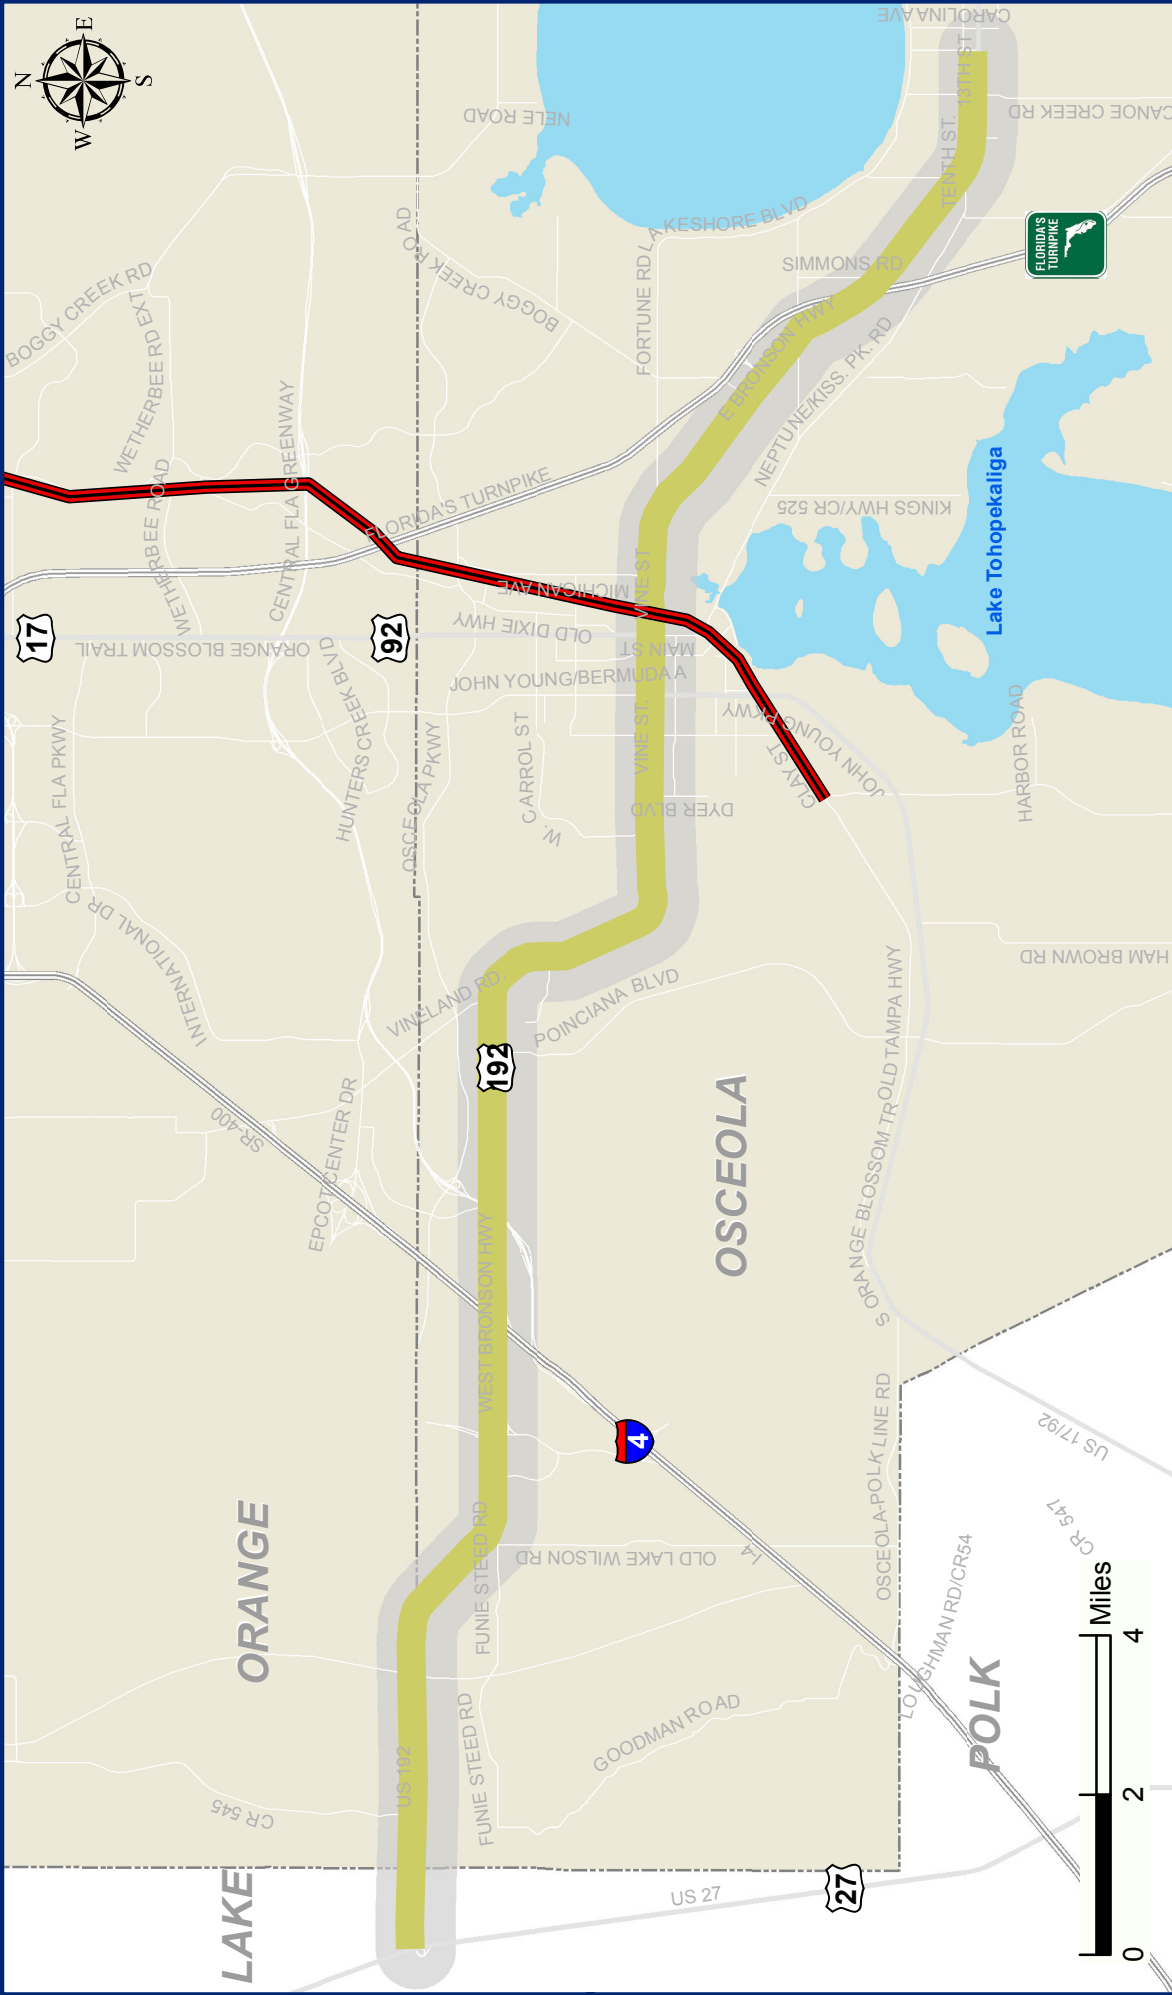 N
E
S
W
CAROLINA AVE
NELE ROAD
13TH ST
CANOE CREEK RD
TENTH ST.
LAKESHORE BLVD
BOGGY CREEK ROAD
SIMMONS RD
FLORIDA'S
TURNPIKE
BOGGY CREEK RD
WETHERBEE RD EXT
FORTUNE RD
E BRONSON HWY
NEPTUNE/KISS. PK. RD
CENTRAL FLA GREENWAY
WETHERBEE ROAD
FLORIDA'S TURNPIKE
KINGS HWY/CR 525
Lake Tohopekaliga
MICHIGAN AVE
VINE ST
17
92
ORANGE BLOSSOM TRAIL
OLD DIXIE HWY
MAIN ST
JOHN YOUNG/BERMUDA A
HUNTERS CREEK BLVD
JOHN YOUNG PKWY
CENTRAL FLA PKWY
OSCEOLA PKWY
W. CARROL ST
VINE ST.
CLAY ST
HARBOR ROAD
DYER BLVD
INTERNATIONAL DR
VINELAND RD.
POINCIANA BLVD
HAM BROWN RD
OLD TAMPA HWY
192
SR-400
EPCOT CENTER DR
OSCEOLA
S ORANGE BLOSSOM TR
WEST BRONSON HWY
4
OSCEOLA-POLK LINE RD
US 17/92
ORANGE
FUNIE STEED RD
OLD LAKE WILSON RD
I-4
CR 547
LOUGHMAN RD/CR54
POLK
GOODMAN ROAD
FUNIE STEED RD
US 192
CR 545
LAKE
US 27
27
0
2
4
Miles